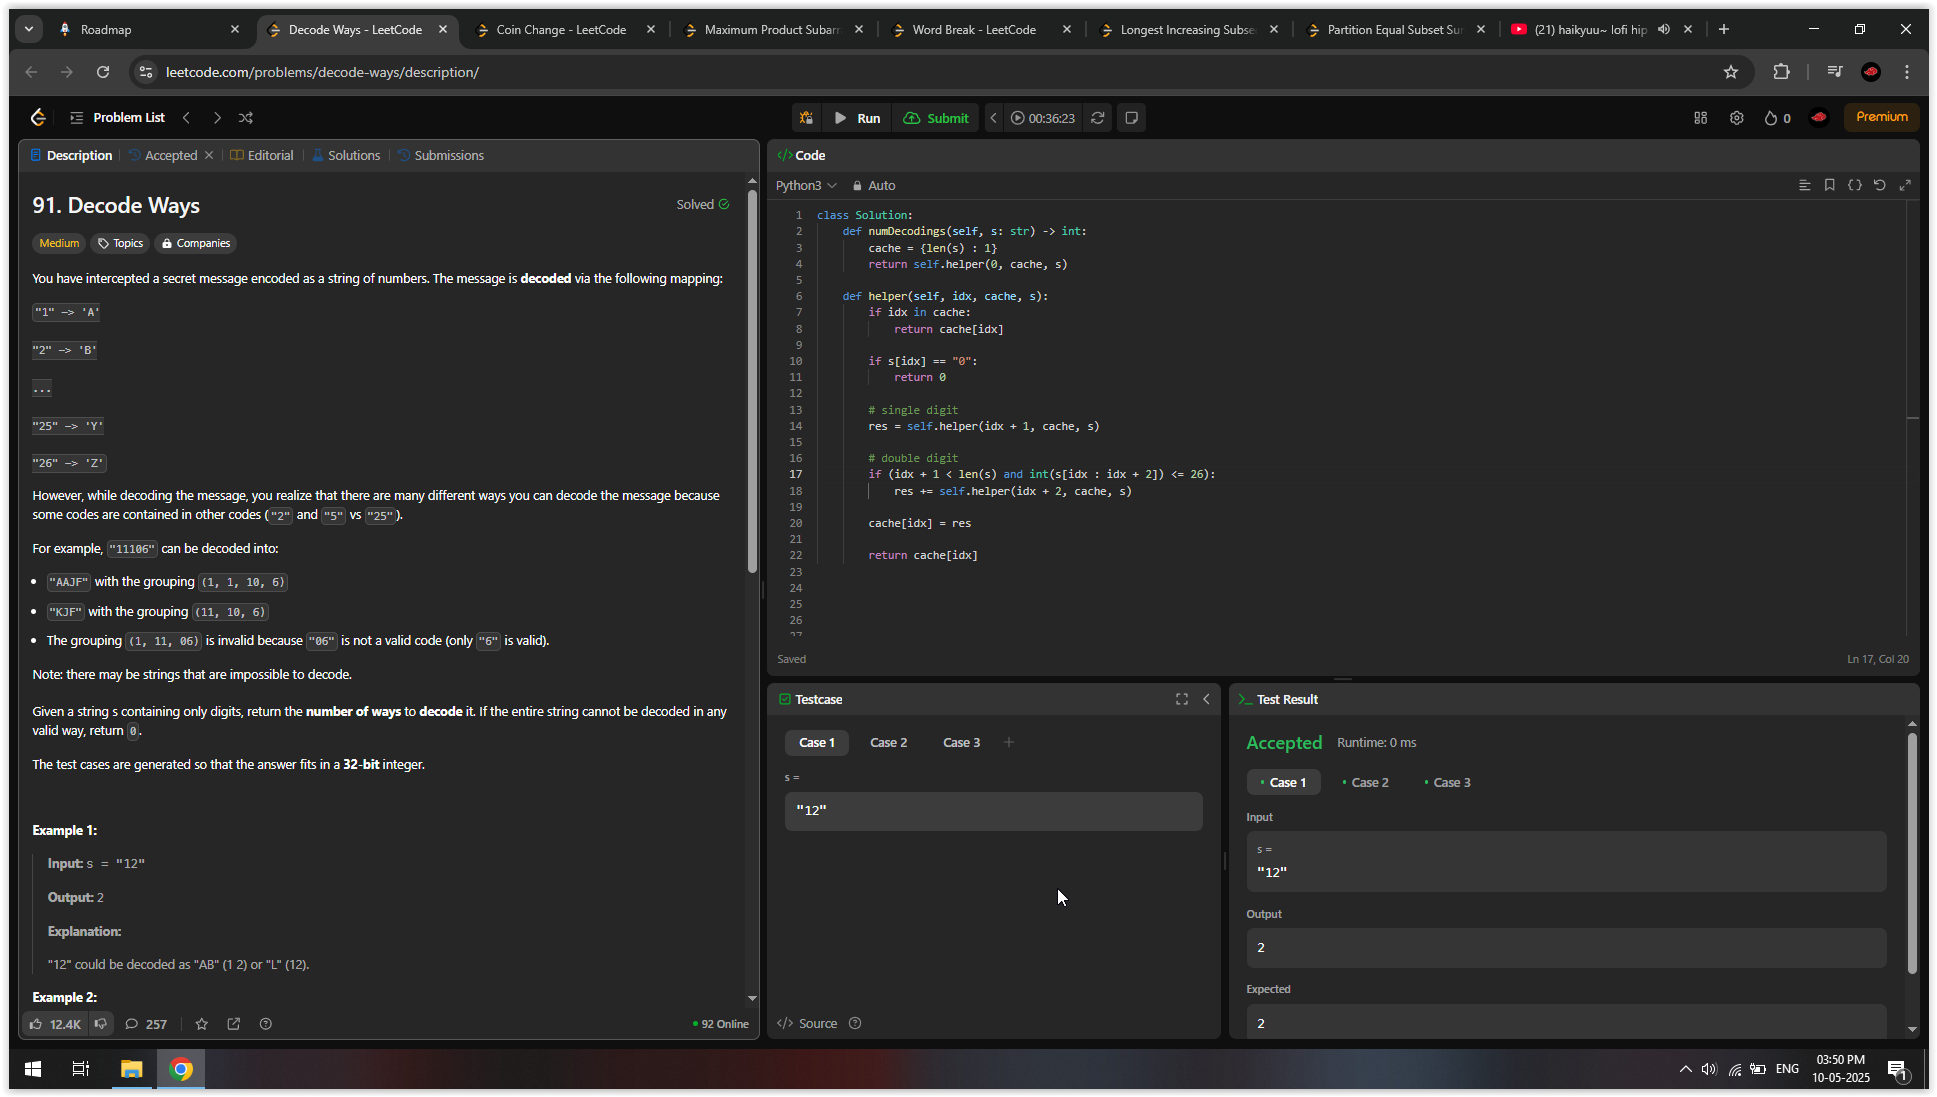 Roadmap
Decode Ways - LeetCode
Coin Change - LeetCode
Maximum Product Subarr
Word Break - LeetCode
Longest Increasing Subse
Partition Equal Subset Sur
(21) haikyuu~ lofi hip
leetcode.com/problems/decode-ways/description/
Problem List
Run
Submit
00:36:23
0
Premium
Description
Accepted
Editorial
Solutions
Submissions
91. Decode Ways
Solved
Medium
Topics
Companies
You have intercepted a secret message encoded as a string of numbers. The message is decoded via the following mapping:
"1" -> 'A'
"2" -> 'B'
...
"25" -> 'Y'
"26" -> 'Z'
However, while decoding the message, you realize that there are many different ways you can decode the message because
some codes are contained in other codes ("2" and "5" vs "25").
For example, "11106" can be decoded into:
• "AAJF" with the grouping (1, 1, 10, 6)
• "KJF" with the grouping (11, 10, 6)
• The grouping (1, 11, 06) is invalid because "06" is not a valid code (only "6" is valid).
Note: there may be strings that are impossible to decode.
Given a string s containing only digits, return the number of ways to decode it. If the entire string cannot be decoded in any
valid way, return 0.
The test cases are generated so that the answer fits in a 32-bit integer.
Example 1:
Input: s = "12"
Output: 2
Explanation:
"12" could be decoded as "AB" (1 2) or "L" (12).
Example 2:
12.4K
257
92 Online
</> Code
Python3
Auto
1 class Solution:
2 def numDecodings(self, s: str) -> int:
3 cache = {len(s) : 1}
4 return self.helper(0, cache, s)
5
6 def helper(self, idx, cache, s):
7 if idx in cache:
8 return cache[idx]
9
10 if s[idx] == "0":
11 return 0
12
13 # single digit
14 res = self.helper(idx + 1, cache, s)
15
16 # double digit
17 if (idx + 1 < len(s) and int(s[idx : idx + 2]) <= 26):
18 res += self.helper(idx + 2, cache, s)
19
20 cache[idx] = res
21
22 return cache[idx]
23
24
25
26
27
Saved
Ln 17, Col 20
Testcase
Case 1
Case 2
Case 3
s =
"12"
</> Source
Test Result
Accepted
Runtime: 0 ms
Case 1
Case 2
Case 3
Input
s =
"12"
Output
2
Expected
2
ENG
03:50 PM
10-05-2025
1